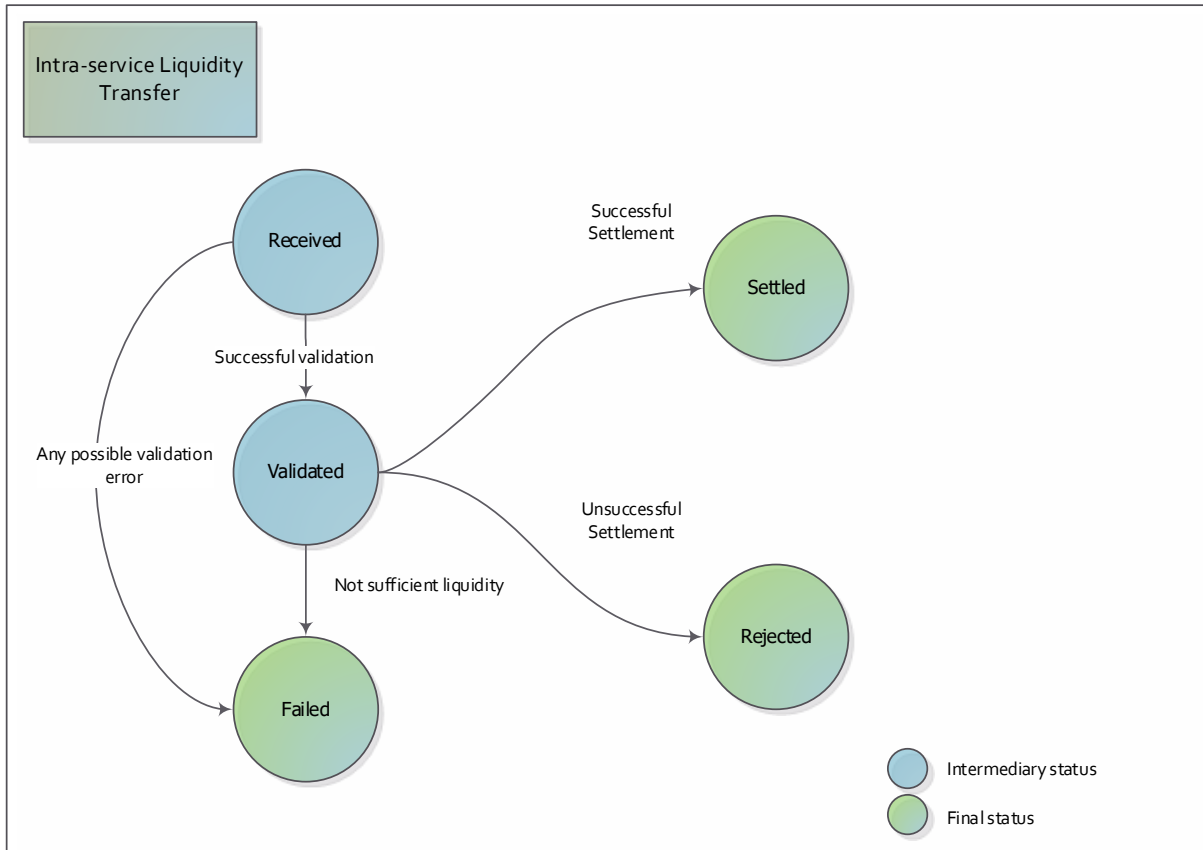 Intra-service Liquidity
Transfer
Received
Successful
Settlement
Settled
Successful validation
Any possible validation
error
Validated
Unsuccessful
Settlement
Not sufficient liquidity
Rejected
Failed
Intermediary status
Final status